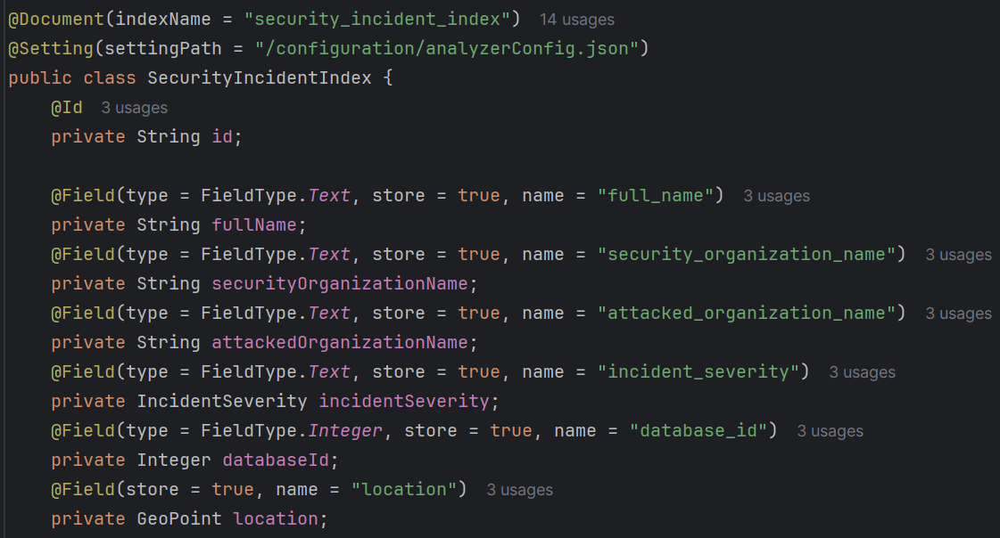 @Document(indexName = "security_incident_index") 14 usages
@Setting(settingPath = "/configuration/analyzerConfig.json")
public class SecurityIncidentIndex {
@Id 3 usages
private String id;
@Field(type = FieldType.Text, store = true, name = "full_name") 3 usages
private String fullName;
@Field(type = FieldType.Text, store = true, name = "security_organization_name") 3 usages
private String securityOrganizationName;
@Field(type = FieldType.Text, store = true, name = "attacked_organization_name") 3 usages
private String attackedOrganizationName;
@Field(type = FieldType.Text, store = true, name = "incident_severity") 3 usages
private IncidentSeverity incidentSeverity;
@Field(type = FieldType.Integer, store = true, name = "database_id") 3 usages
private Integer databaseId;
@Field(store = true, name = "location") 3 usages
private GeoPoint location;